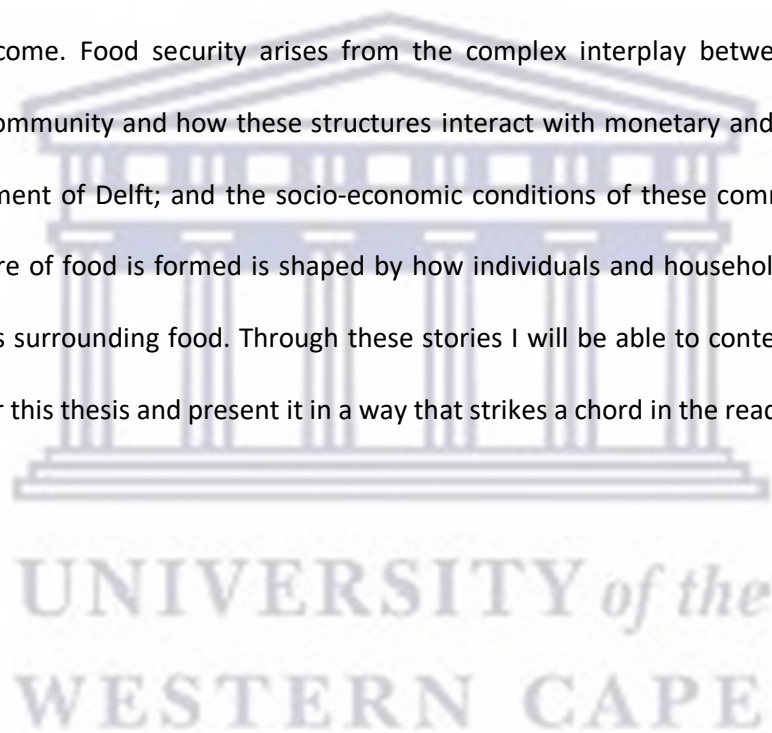 come. Food security arises from the complex interplay betwe
ommunity and how these structures interact with monetary and
ment of Delft; and the socio-economic conditions of these com
re of food is formed is shaped by how individuals and househol
s surrounding food. Through these stories I will be able to conte
r this thesis and present it in a way that strikes a chord in the read
UNIVERSITY of the
WESTERN CAPE